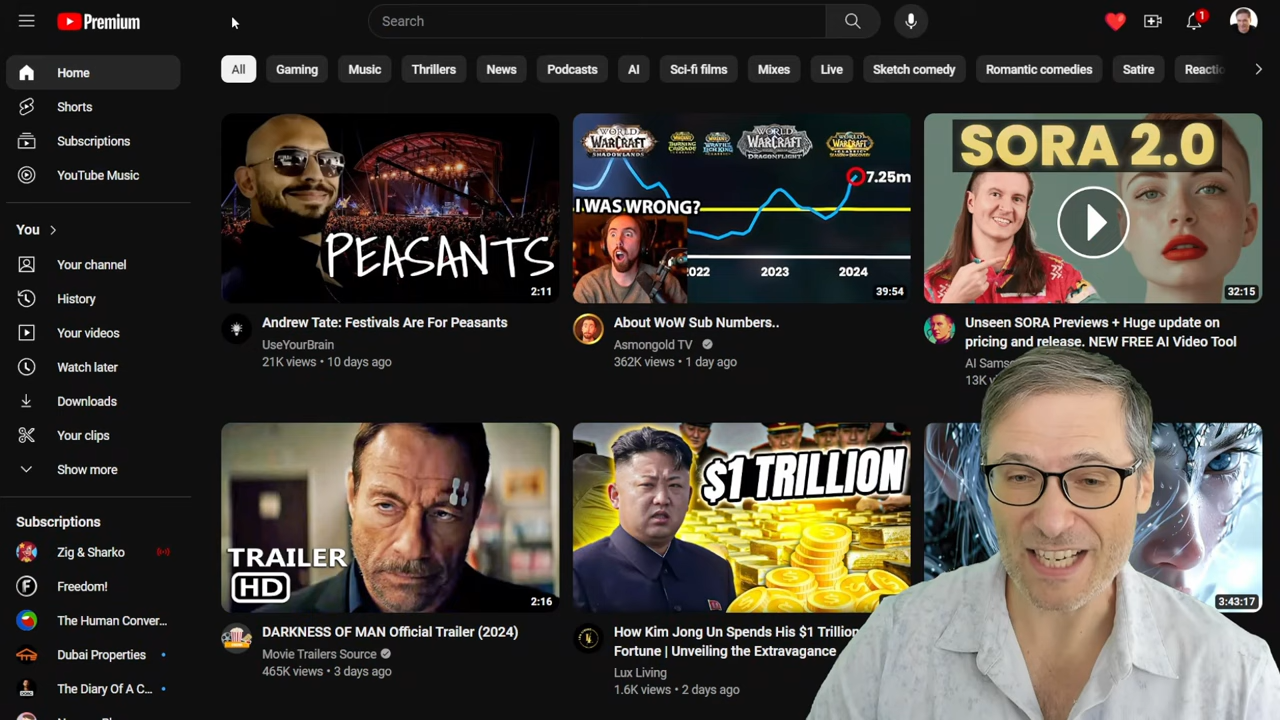 Premium
Search
1
All
Gaming
Music
Thrillers
News
Podcasts
AI
Sci-fi films
Mixes
Live
Sketch comedy
Romantic comedies
Satire
Home
Shorts
Subscriptions
YouTube Music
You
Your channel
History
Your videos
Watch later
Downloads
Your clips
Show more
Subscriptions
Zig & Sharko
Freedom!
The Human Conver...
Dubai Properties
The Diary Of A C...
PEASANTS
2:11
Andrew Tate: Festivals Are For Peasants
UseYourBrain
21K views • 10 days ago
WORLD WARCRAFT SHADOWLANDS
WORLD WARCRAFT DRAGONFLIGHT
7.25m
I WAS WRONG?
2022
2023
2024
39:54
About WoW Sub Numbers..
Asmongold TV
362K views • 1 day ago
SORA 2.0
32:15
Unseen SORA Previews + Huge update on
pricing and release. NEW FREE AI Video Tool
13K
TRAILER
HD
2:16
DARKNESS OF MAN Official Trailer (2024)
Movie Trailers Source
465K views • 3 days ago
$1 TRILLION
How Kim Jong Un Spends His $1 Trillion
Fortune | Unveiling the Extravagance
Lux Living
1.6K views • 2 days ago
3:43:17